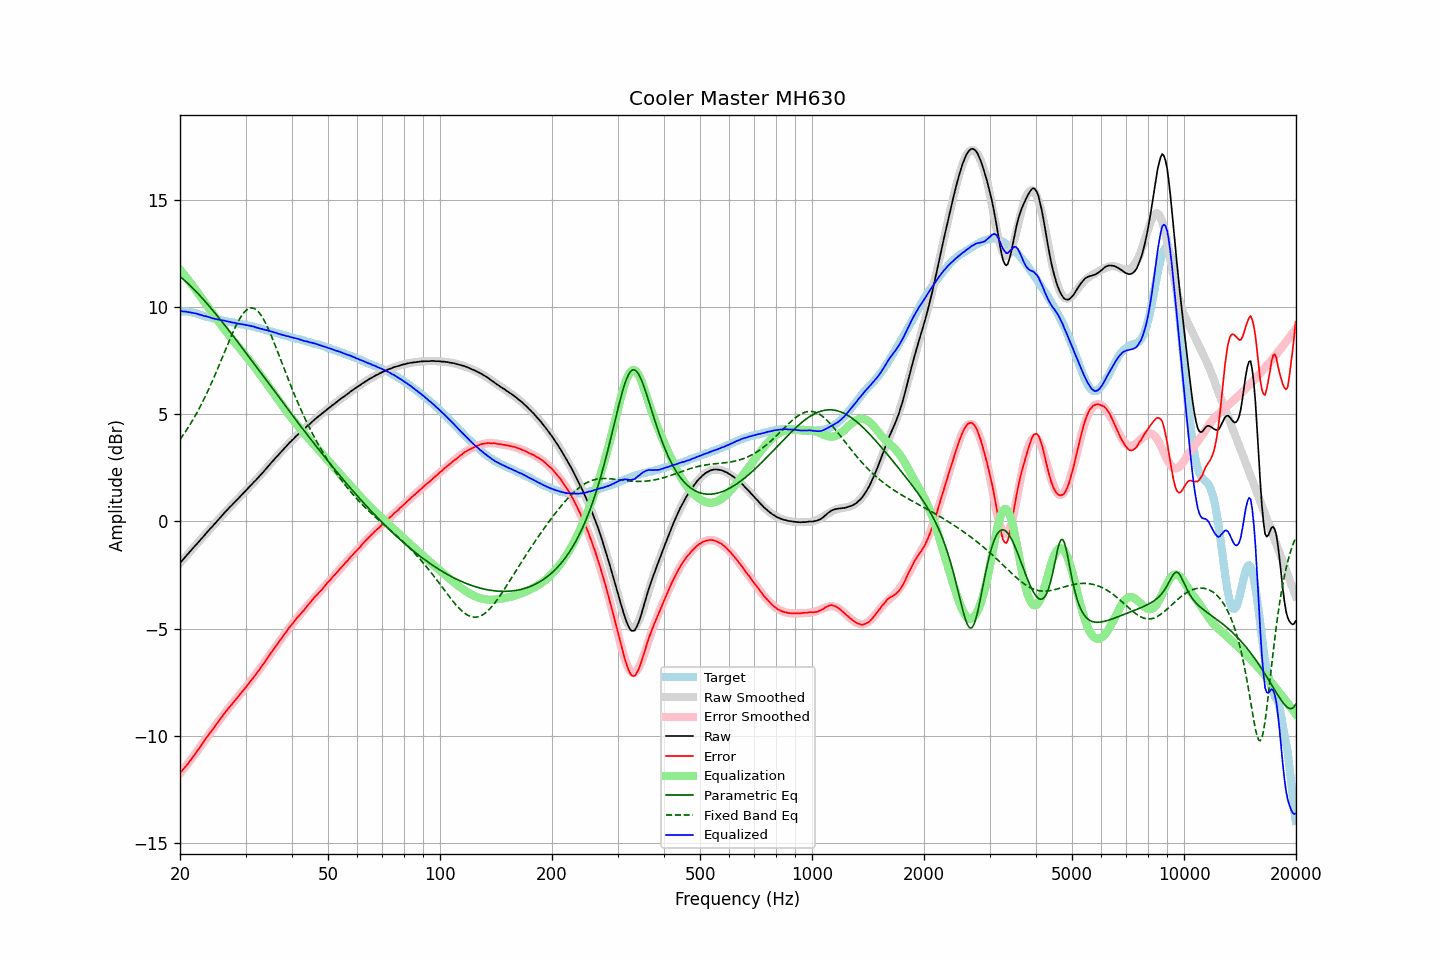 Cooler Master MH630
Amplitude (dBr)
15
10
5
0
−5
−10
−15
20
50
100
200
500
1000
2000
5000
10000
20000
Frequency (Hz)
Target
Raw Smoothed
Error Smoothed
Raw
Error
Equalization
Parametric Eq
Fixed Band Eq
Equalized